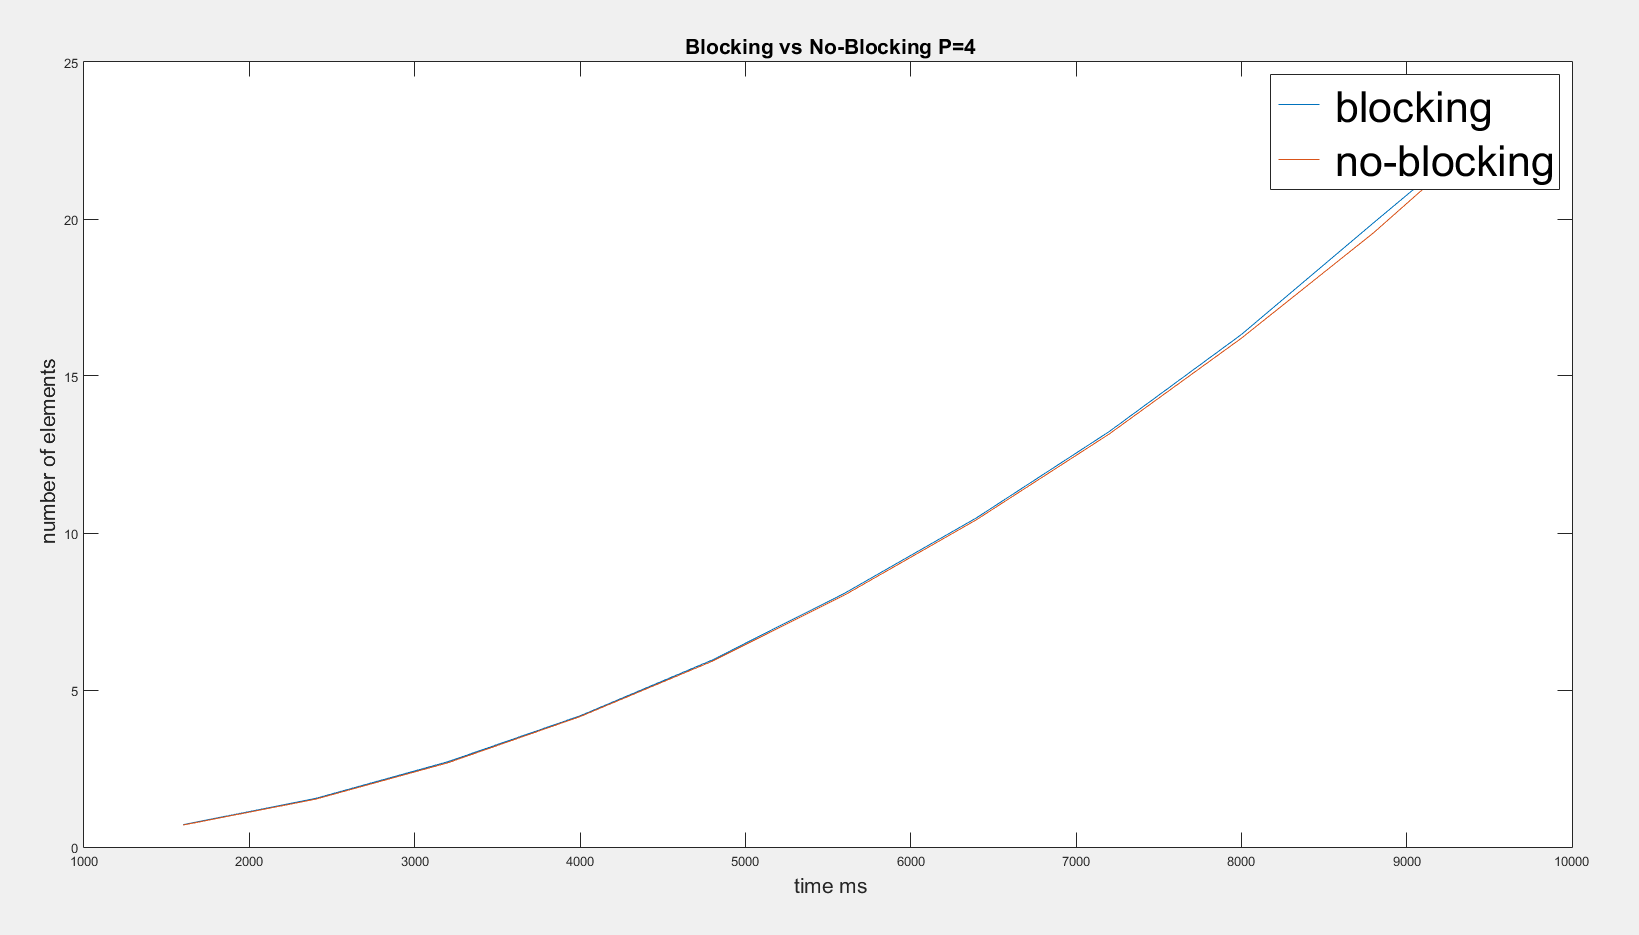 Blocking vs No-Blocking P=4
blocking
no-blocking
25
20
15
10
5
0
number of elements
1000 2000 3000 4000 5000 6000 7000 8000 9000 10000
time ms